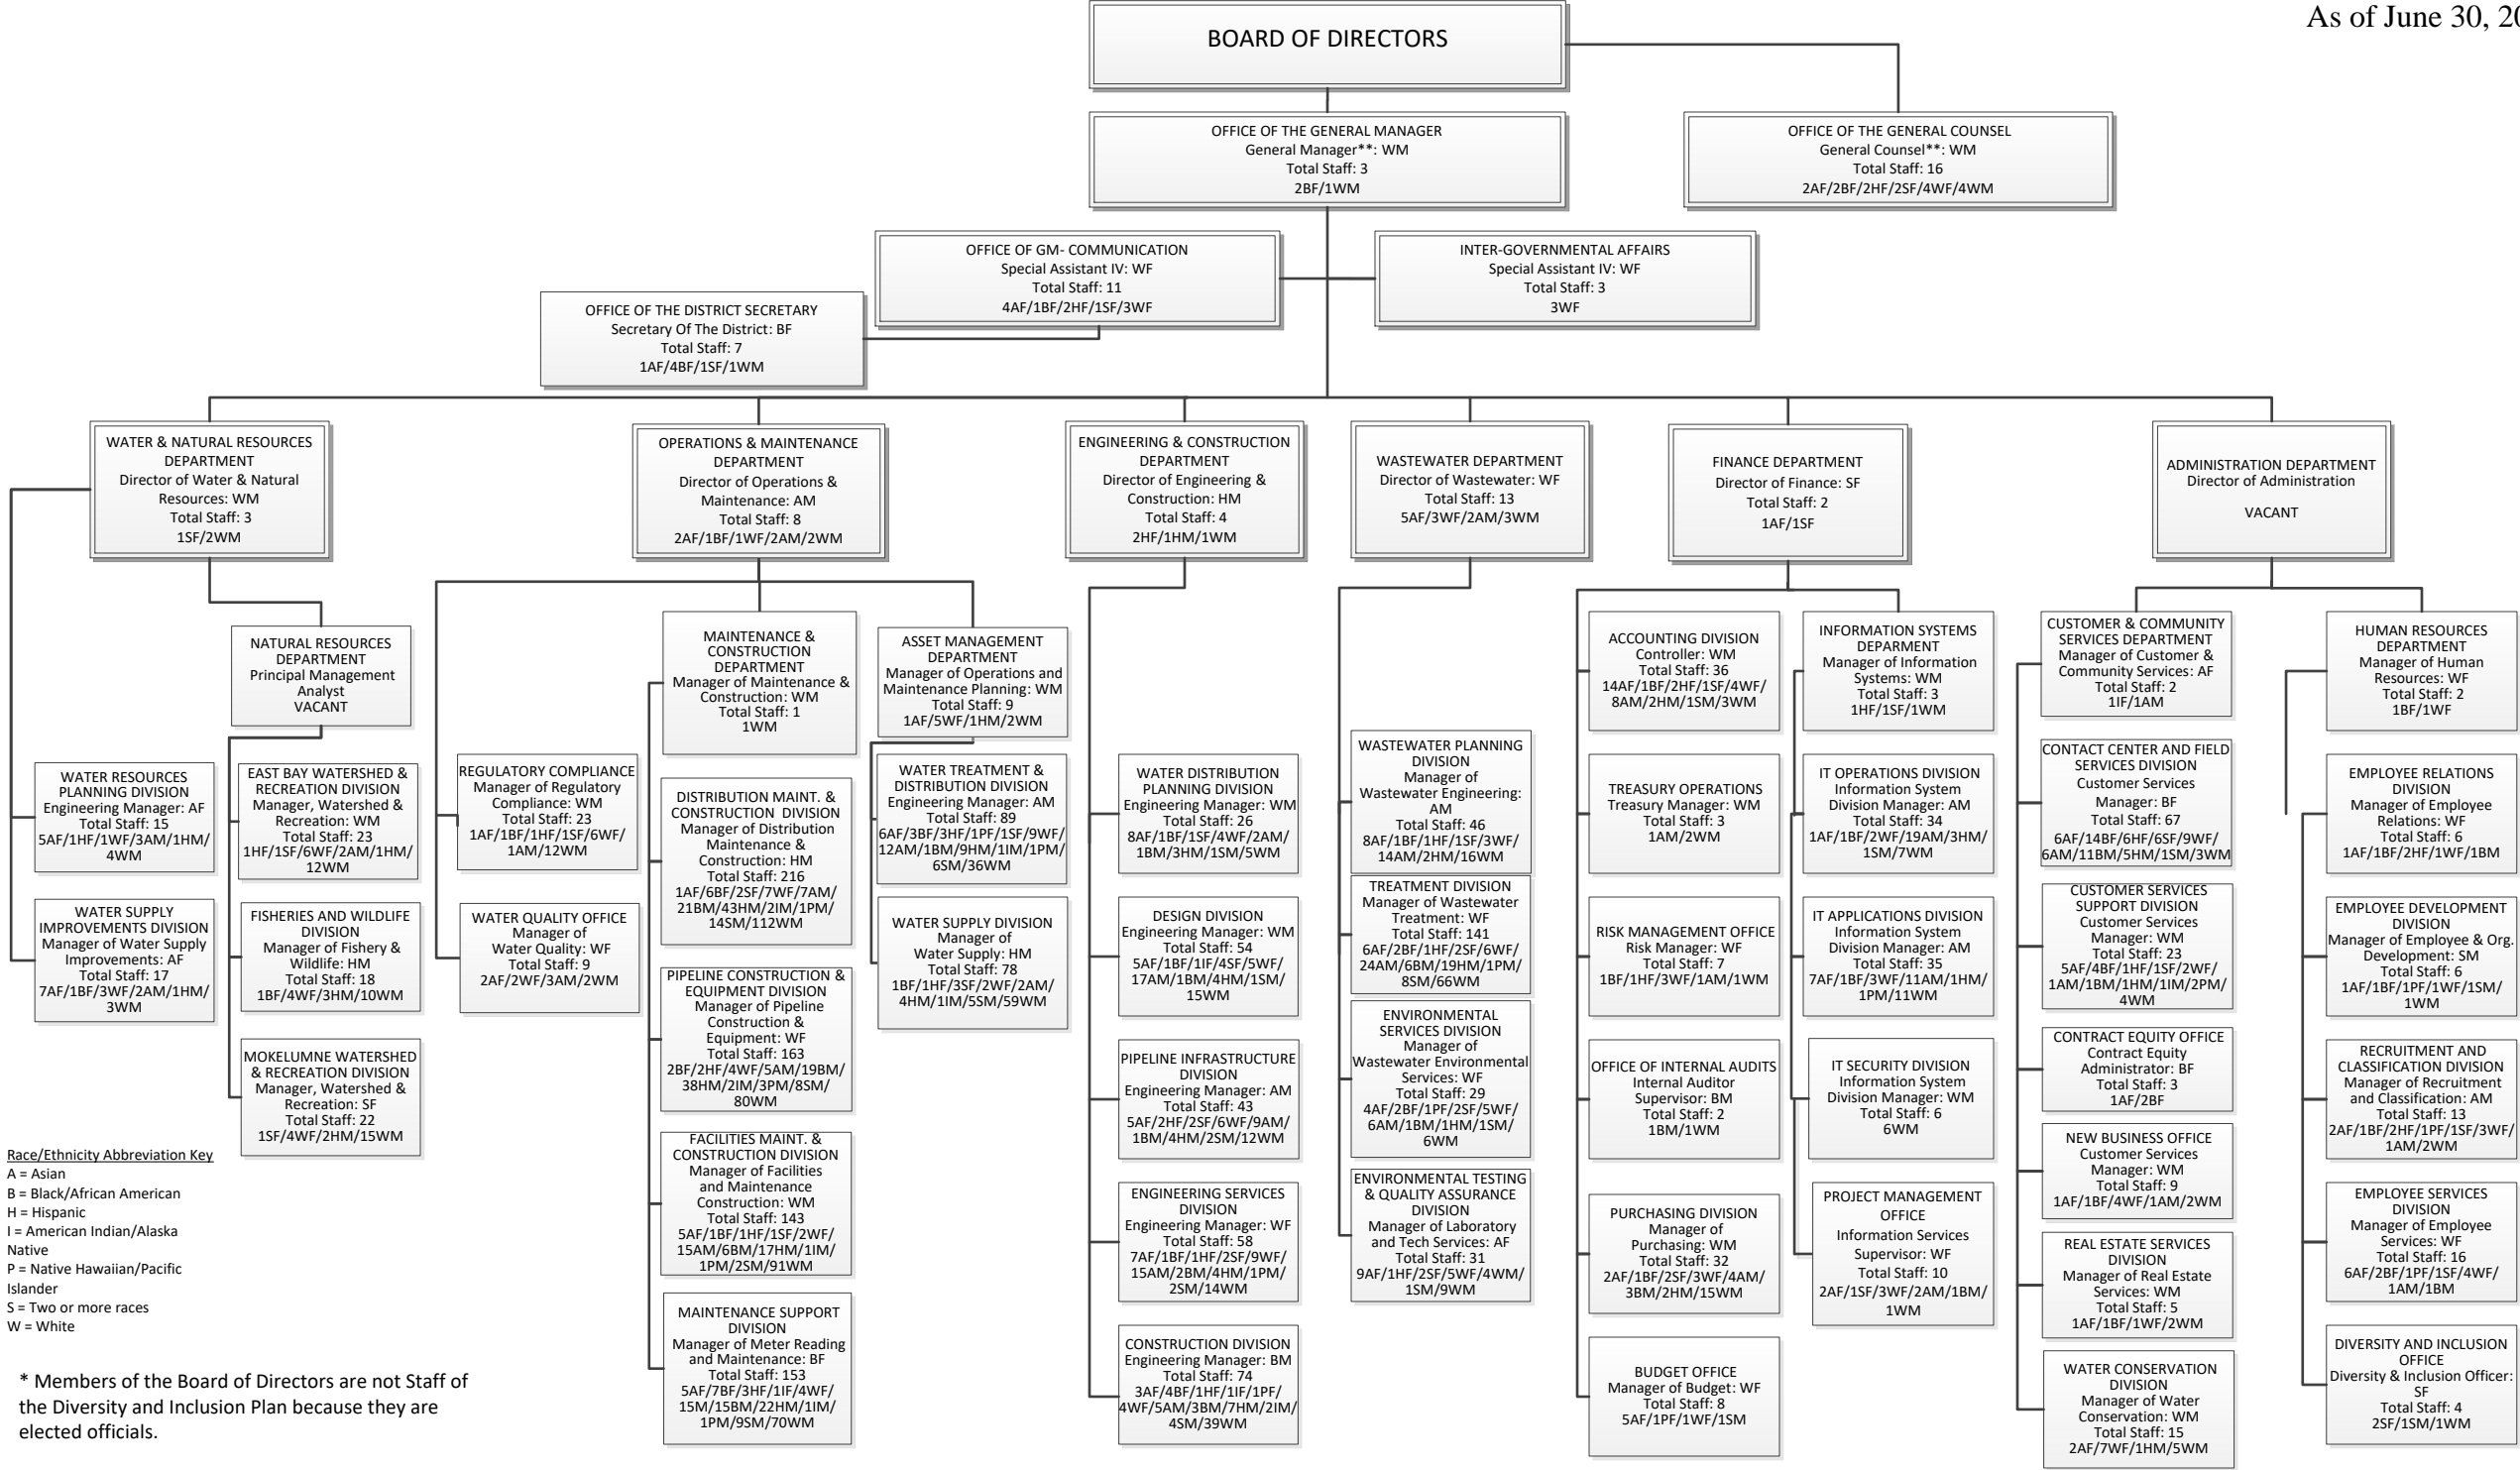 As of June 30, 20
BOARD OF DIRECTORS
OFFICE OF THE GENERAL MANAGER
General Manager**: WM
Total Staff: 3
2BF/1WM
OFFICE OF THE GENERAL COUNSEL
General Counsel**: WM
Total Staff: 16
2AF/2BF/2HF/2SF/4WF/4WM
OFFICE OF GM- COMMUNICATION
Special Assistant IV: WF
Total Staff: 11
4AF/1BF/2HF/1SF/3WF
INTER-GOVERNMENTAL AFFAIRS
Special Assistant IV: WF
Total Staff: 3
3WF
OFFICE OF THE DISTRICT SECRETARY
Secretary Of The District: BF
Total Staff: 7
1AF/4BF/1SF/1WM
WATER & NATURAL RESOURCES
DEPARTMENT
Director of Water & Natural
Resources: WM
Total Staff: 3
1SF/2WM
OPERATIONS & MAINTENANCE
DEPARTMENT
Director of Operations &
Maintenance: AM
Total Staff: 8
2AF/1BF/1WF/2AM/2WM
ENGINEERING & CONSTRUCTION
DEPARTMENT
Director of Engineering &
Construction: HM
Total Staff: 4
2HF/1HM/1WM
WASTEWATER DEPARTMENT
Director of Wastewater: WF
Total Staff: 13
5AF/3WF/2AM/3WM
FINANCE DEPARTMENT
Director of Finance: SF
Total Staff: 2
1AF/1SF
ADMINISTRATION DEPARTMENT
Director of Administration
VACANT
NATURAL RESOURCES
DEPARTMENT
Principal Management
Analyst
VACANT
WATER RESOURCES
PLANNING DIVISION
Engineering Manager: AF
Total Staff: 15
5AF/1HF/1WF/3AM/1HM/
4WM
WATER SUPPLY
IMPROVEMENTS DIVISION
Manager of Water Supply
Improvements: AF
Total Staff: 17
7AF/1BF/3WF/2AM/1HM/
3WM
EAST BAY WATERSHED &
RECREATION DIVISION
Manager, Watershed &
Recreation: WM
Total Staff: 23
1HF/1SF/6WF/2AM/1HM/
12WM
FISHERIES AND WILDLIFE
DIVISION
Manager of Fishery &
Wildlife: HM
Total Staff: 18
1BF/4WF/3HM/10WM
MOKELUMNE WATERSHED
& RECREATION DIVISION
Manager, Watershed &
Recreation: SF
Total Staff: 22
1SF/4WF/2HM/15WM
REGULATORY COMPLIANCE
Manager of Regulatory
Compliance: WM
Total Staff: 23
1AF/1BF/1HF/1SF/6WF/
1AM/12WM
WATER QUALITY OFFICE
Manager of
Water Quality: WF
Total Staff: 9
2AF/2WF/3AM/2WM
MAINTENANCE &
CONSTRUCTION
DEPARTMENT
Manager of Maintenance &
Construction: WM
Total Staff: 1
1WM
DISTRIBUTION MAINT. &
CONSTRUCTION  DIVISION
Manager of Distribution
Maintenance &
Construction: HM
Total Staff: 216
1AF/6BF/2SF/7WF/7AM/
21BM/43HM/2IM/1PM/
14SM/112WM
PIPELINE CONSTRUCTION &
EQUIPMENT DIVISION
Manager of Pipeline
Construction &
Equipment: WF
Total Staff: 163
2BF/2HF/4WF/5AM/19BM/
38HM/2IM/3PM/8SM/
80WM
FACILITIES MAINT. &
CONSTRUCTION DIVISION
Manager of Facilities
and Maintenance
Construction: WM
Total Staff: 143
5AF/1BF/1HF/1SF/2WF/
15AM/6BM/17HM/1IM/
1PM/2SM/91WM
MAINTENANCE SUPPORT
DIVISION
Manager of Meter Reading
and Maintenance: BF
Total Staff: 153
5AF/7BF/3HF/1IF/4WF/
15M/15BM/22HM/1IM/
1PM/9SM/70WM
ASSET MANAGEMENT
DEPARTMENT
Manager of Operations and
Maintenance Planning: WM
Total Staff: 9
1AF/5WF/1HM/2WM
WATER TREATMENT &
DISTRIBUTION DIVISION
Engineering Manager: AM
Total Staff: 89
6AF/3BF/3HF/1PF/1SF/9WF/
12AM/1BM/9HM/1IM/1PM/
6SM/36WM
WATER SUPPLY DIVISION
Manager of
Water Supply: HM
Total Staff: 78
1BF/1HF/3SF/2WF/2AM/
4HM/1IM/5SM/59WM
WATER DISTRIBUTION
PLANNING DIVISION
Engineering Manager: WM
Total Staff: 26
8AF/1BF/1SF/4WF/2AM/
1BM/3HM/1SM/5WM
DESIGN DIVISION
Engineering Manager: WM
Total Staff: 54
5AF/1BF/1IF/4SF/5WF/
17AM/1BM/4HM/1SM/
15WM
PIPELINE INFRASTRUCTURE
DIVISION
Engineering Manager: AM
Total Staff: 43
5AF/2HF/2SF/6WF/9AM/
1BM/4HM/2SM/12WM
ENGINEERING SERVICES
DIVISION
Engineering Manager: WF
Total Staff: 58
7AF/1BF/1HF/2SF/9WF/
15AM/2BM/4HM/1PM/
2SM/14WM
CONSTRUCTION DIVISION
Engineering Manager: BM
Total Staff: 74
3AF/4BF/1HF/1IF/1PF/
4WF/5AM/3BM/7HM/2IM/
4SM/39WM
WASTEWATER PLANNING
DIVISION
Manager of
Wastewater Engineering:
AM
Total Staff: 46
8AF/1BF/1HF/1SF/3WF/
14AM/2HM/16WM
TREATMENT DIVISION
Manager of Wastewater
Treatment: WF
Total Staff: 141
6AF/2BF/1HF/2SF/6WF/
24AM/6BM/19HM/1PM/
8SM/66WM
ENVIRONMENTAL
SERVICES DIVISION
Manager of
Wastewater Environmental
Services: WF
Total Staff: 29
4AF/2BF/1PF/2SF/5WF/
6AM/1BM/1HM/1SM/
6WM
ENVIRONMENTAL TESTING
& QUALITY ASSURANCE
DIVISION
Manager of Laboratory
and Tech Services: AF
Total Staff: 31
9AF/1HF/2SF/5WF/4WM/
1SM/9WM
ACCOUNTING DIVISION
Controller: WM
Total Staff: 36
14AF/1BF/2HF/1SF/4WF/
8AM/2HM/1SM/3WM
TREASURY OPERATIONS
Treasury Manager: WM
Total Staff: 3
1AM/2WM
RISK MANAGEMENT OFFICE
Risk Manager: WF
Total Staff: 7
1BF/1HF/3WF/1AM/1WM
OFFICE OF INTERNAL AUDITS
Internal Auditor
Supervisor: BM
Total Staff: 2
1BM/1WM
PURCHASING DIVISION
Manager of
Purchasing: WM
Total Staff: 32
2AF/1BF/2SF/3WF/4AM/
3BM/2HM/15WM
BUDGET OFFICE
Manager of Budget: WF
Total Staff: 8
5AF/1PF/1WF/1SM
INFORMATION SYSTEMS
DEPARMENT
Manager of Information
Systems: WM
Total Staff: 3
1HF/1SF/1WM
IT OPERATIONS DIVISION
Information System
Division Manager: AM
Total Staff: 34
1AF/1BF/2WF/19AM/3HM/
1SM/7WM
IT APPLICATIONS DIVISION
Information System
Division Manager: AM
Total Staff: 35
7AF/1BF/3WF/11AM/1HM/
1PM/11WM
IT SECURITY DIVISION
Information System
Division Manager: WM
Total Staff: 6
6WM
PROJECT MANAGEMENT
OFFICE
Information Services
Supervisor: WF
Total Staff: 10
2AF/1SF/3WF/2AM/1BM/
1WM
CUSTOMER & COMMUNITY
SERVICES DEPARTMENT
Manager of Customer &
Community Services: AF
Total Staff: 2
1IF/1AM
CONTACT CENTER AND FIELD
SERVICES DIVISION
Customer Services
Manager: BF
Total Staff: 67
6AF/14BF/6HF/6SF/9WF/
6AM/11BM/5HM/1SM/3WM
CUSTOMER SERVICES
SUPPORT DIVISION
Customer Services
Manager: WM
Total Staff: 23
5AF/4BF/1HF/1SF/2WF/
1AM/1BM/1HM/1IM/2PM/
4WM
CONTRACT EQUITY OFFICE
Contract Equity
Administrator: BF
Total Staff: 3
1AF/2BF
NEW BUSINESS OFFICE
Customer Services
Manager: WM
Total Staff: 9
1AF/1BF/4WF/1AM/2WM
REAL ESTATE SERVICES
DIVISION
Manager of Real Estate
Services: WM
Total Staff: 5
1AF/1BF/1WF/2WM
WATER CONSERVATION
DIVISION
Manager of Water
Conservation: WM
Total Staff: 15
2AF/7WF/1HM/5WM
HUMAN RESOURCES
DEPARTMENT
Manager of Human
Resources: WF
Total Staff: 2
1BF/1WF
EMPLOYEE RELATIONS
DIVISION
Manager of Employee
Relations: WF
Total Staff: 6
1AF/1BF/2HF/1WF/1BM
EMPLOYEE DEVELOPMENT
DIVISION
Manager of Employee & Org.
Development: SM
Total Staff: 6
1AF/1BF/1PF/1WF/1SM/
1WM
RECRUITMENT AND
CLASSIFICATION DIVISION
Manager of Recruitment
and Classification: AM
Total Staff: 13
2AF/1BF/2HF/1PF/1SF/3WF/
1AM/2WM
EMPLOYEE SERVICES
DIVISION
Manager of Employee
Services: WF
Total Staff: 16
6AF/2BF/1PF/1SF/4WF/
1AM/1BM
DIVERSITY AND INCLUSION
OFFICE
Diversity & Inclusion Officer:
SF
Total Staff: 4
2SF/1SM/1WM
Race/Ethnicity Abbreviation Key
A = Asian
B = Black/African American
H = Hispanic
I = American Indian/Alaska
Native
P = Native Hawaiian/Pacific
Islander
S = Two or more races
W = White
* Members of the Board of Directors are not Staff of
the Diversity and Inclusion Plan because they are
elected officials.